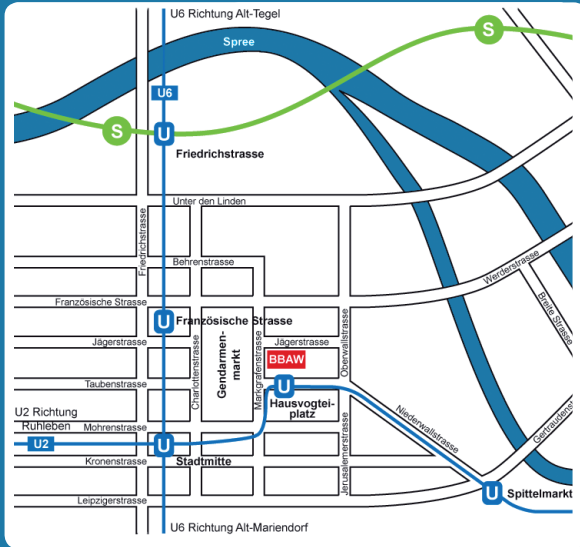 U6 Richtung Alt-Tegel
S
Spree
U6
S
U
Friedrichstrasse
Unter den Linden
Friedrichstrasse
Behrenstrasse
Werderstrasse
Breite Strasse
Französische Strasse
U
Französische Strasse
Jägerstrasse
Charlottenstrasse
Gendarmen-
markt
Markgrafenstrasse
Jägerstrasse
Oberwallstrasse
BBAW
Taubenstrasse
U
Hausvogtei-
platz
U2 Richtung
Ruhleben
Mohrenstrasse
U2
U
Niederwallstrasse
Jerusalemerstrasse
Kronenstrasse
Stadtmitte
Leipzigerstrasse
U
Spittelmarkt
U6 Richtung Alt-Mariendorf